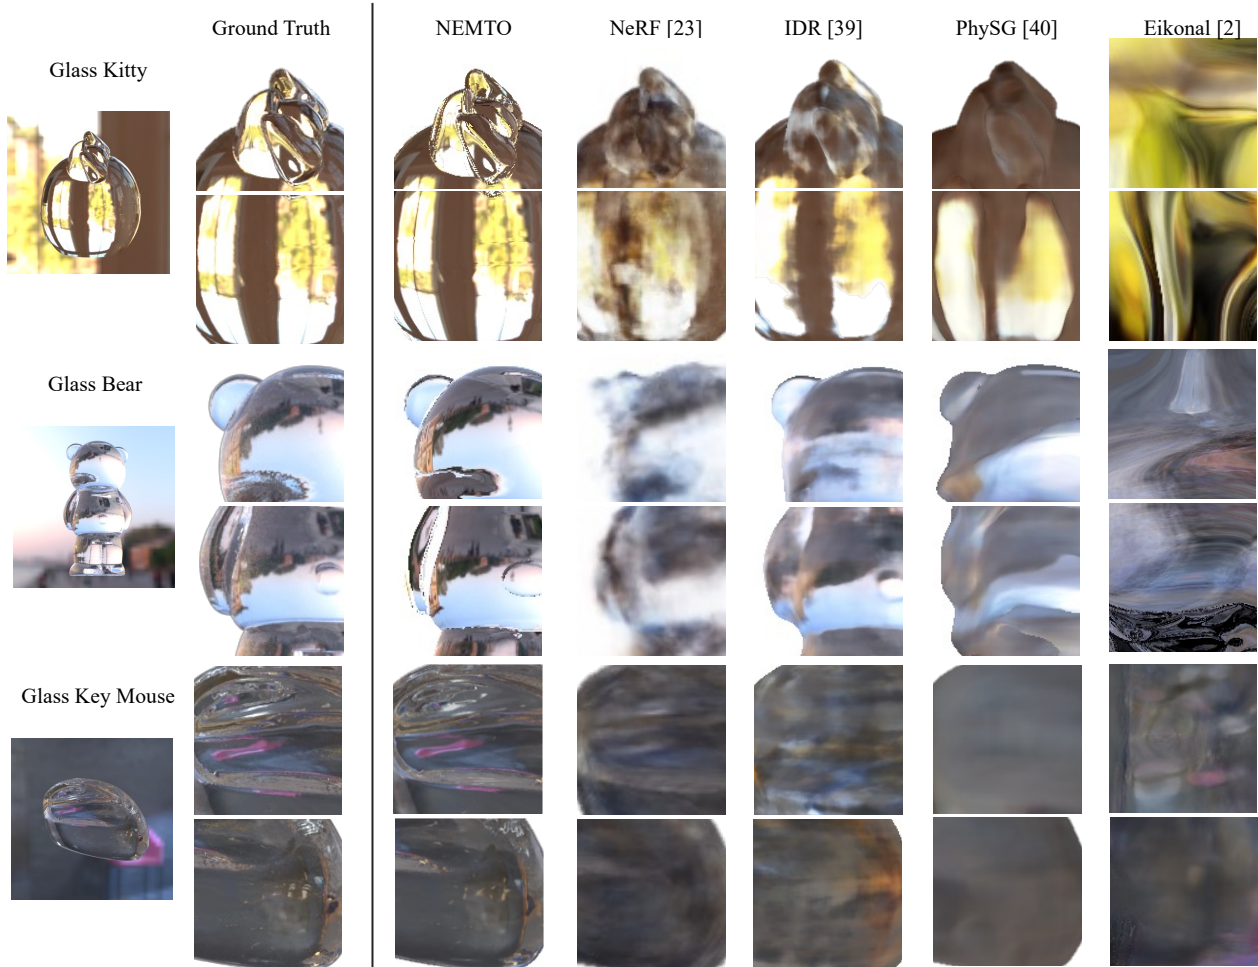 Ground Truth NEMTO NeRF [23] IDR [39] PhySG [40] Eikonal [2]
Glass Kitty
Glass Bear
Glass Key Mouse